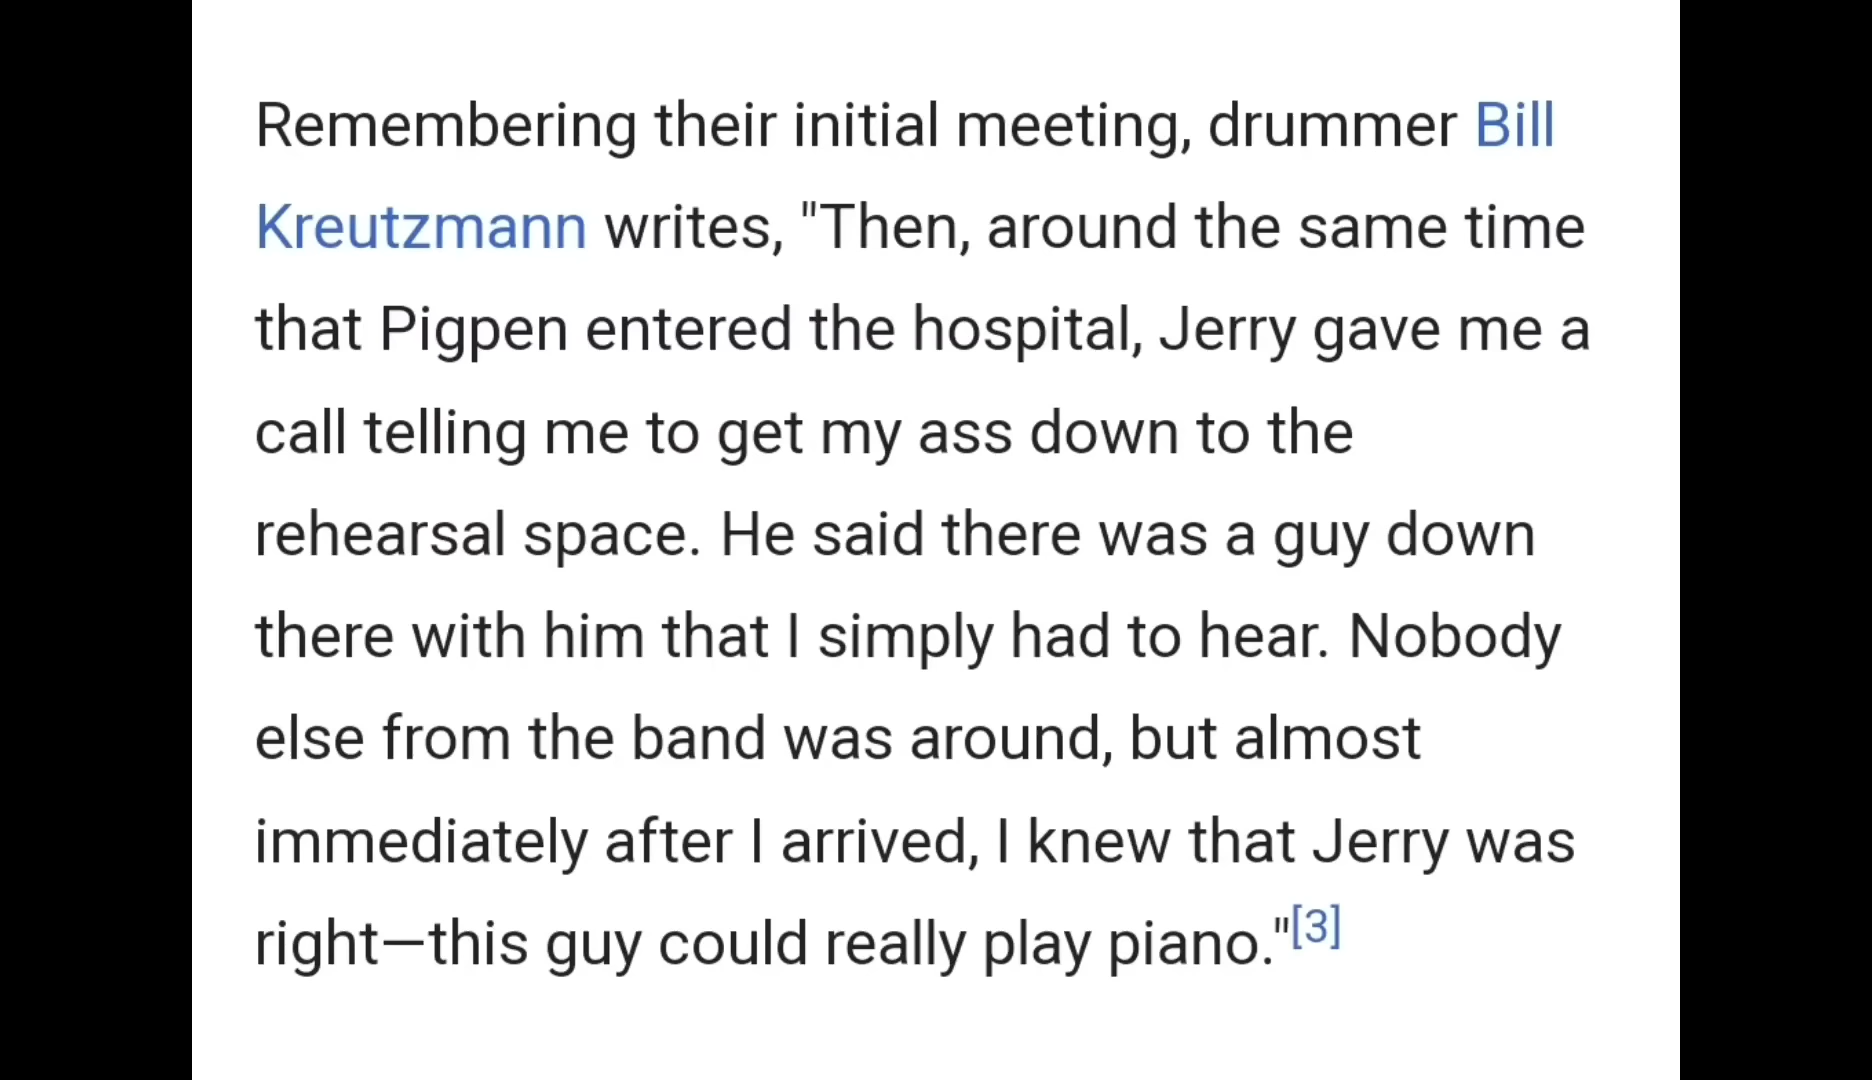 Remembering their initial meeting, drummer Bill
Kreutzmann writes, "Then, around the same time
that Pigpen entered the hospital, Jerry gave me a
call telling me to get my ass down to the
rehearsal space. He said there was a guy down
there with him that I simply had to hear. Nobody
else from the band was around, but almost
immediately after I arrived, I knew that Jerry was
right—this guy could really play piano."[3]